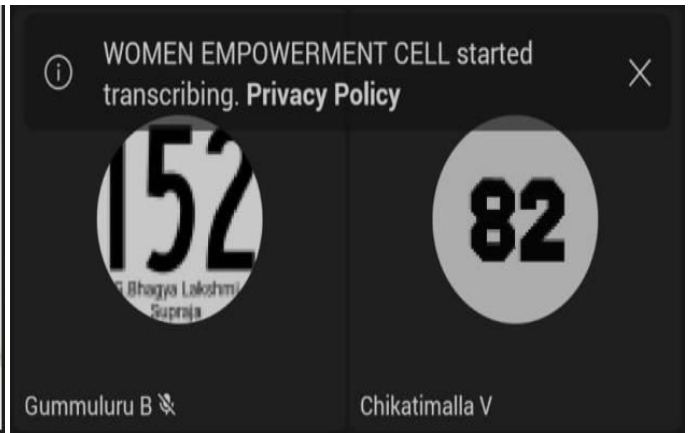 WOMEN EMPOWERMENT CELL started
transcribing. Privacy Policy
152
G Bhagya Lakshmi
Supraja
82
Gummuluru B
Chikatimalla V